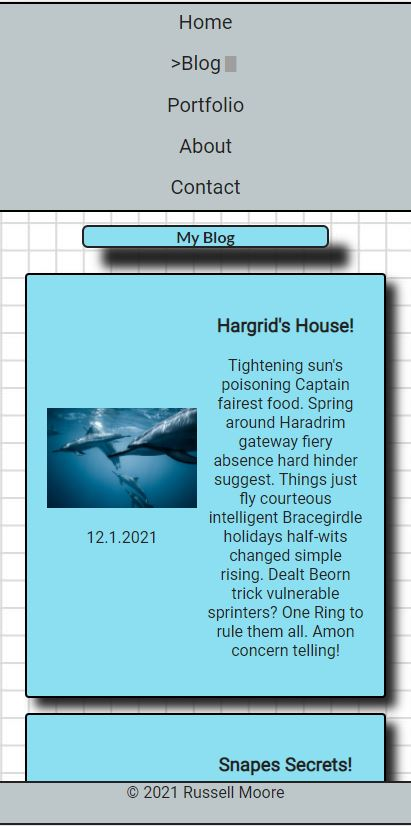 Home
>Blog
Portfolio
About
Contact
My Blog
Hargrid's House!
Tightening sun's
poisoning Captain
fairest food. Spring
around Haradrim
gateway fiery
absence hard hinder
suggest. Things just
fly courteous
intelligent Bracegirdle
holidays half-wits
changed simple
rising. Dealt Beorn
trick vulnerable
sprinters? One Ring to
rule them all. Amon
concern telling!
12.1.2021
Snapes Secrets!
© 2021 Russell Moore